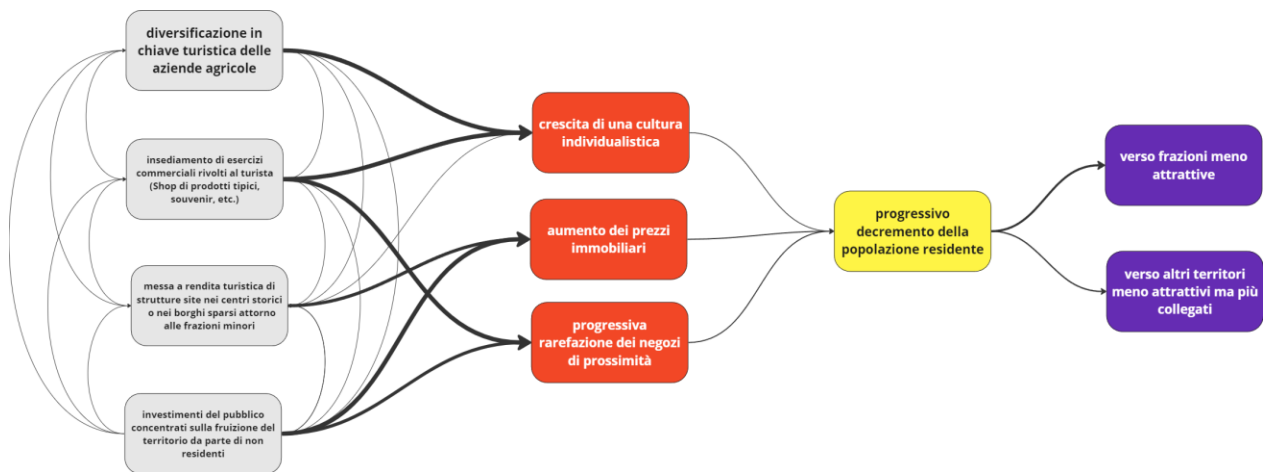 diversificazione in
chiave turistica delle
aziende agricole
insediamento di esercizi
commerciali rivolti al turista
(Shop di prodotti tipici,
souvenir, etc.)
messa a rendita turistica di
strutture site nei centri storici
o nei borghi sparsi attorno
alle frazioni minori
investimenti del pubblico
concentrati sulla fruizione del
territorio da parte di non
residenti
crescita di una cultura
individualistica
aumento dei prezzi
immobiliari
progressiva
rarefazione dei negozi
di prossimità
progressivo
decremento della
popolazione residente
verso frazioni meno
attrattive
verso altri territori
meno attrattivi ma più
collegati